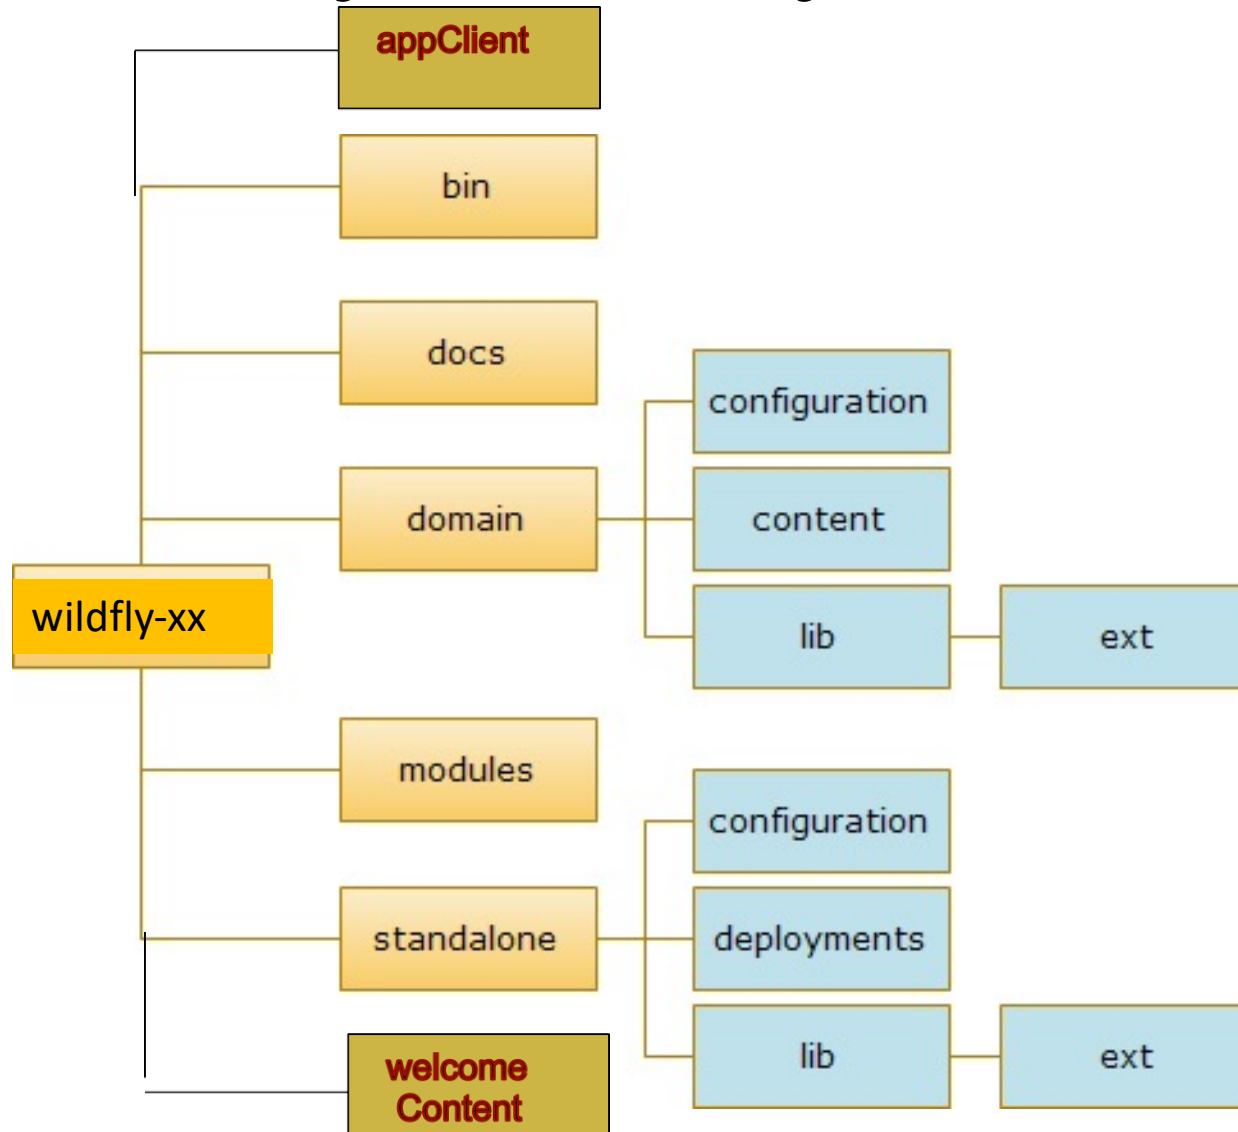 appClient
bin
docs
configuration
domain
content
wildfly-xx
lib
ext
modules
configuration
standalone
deployments
lib
ext
welcome
Content